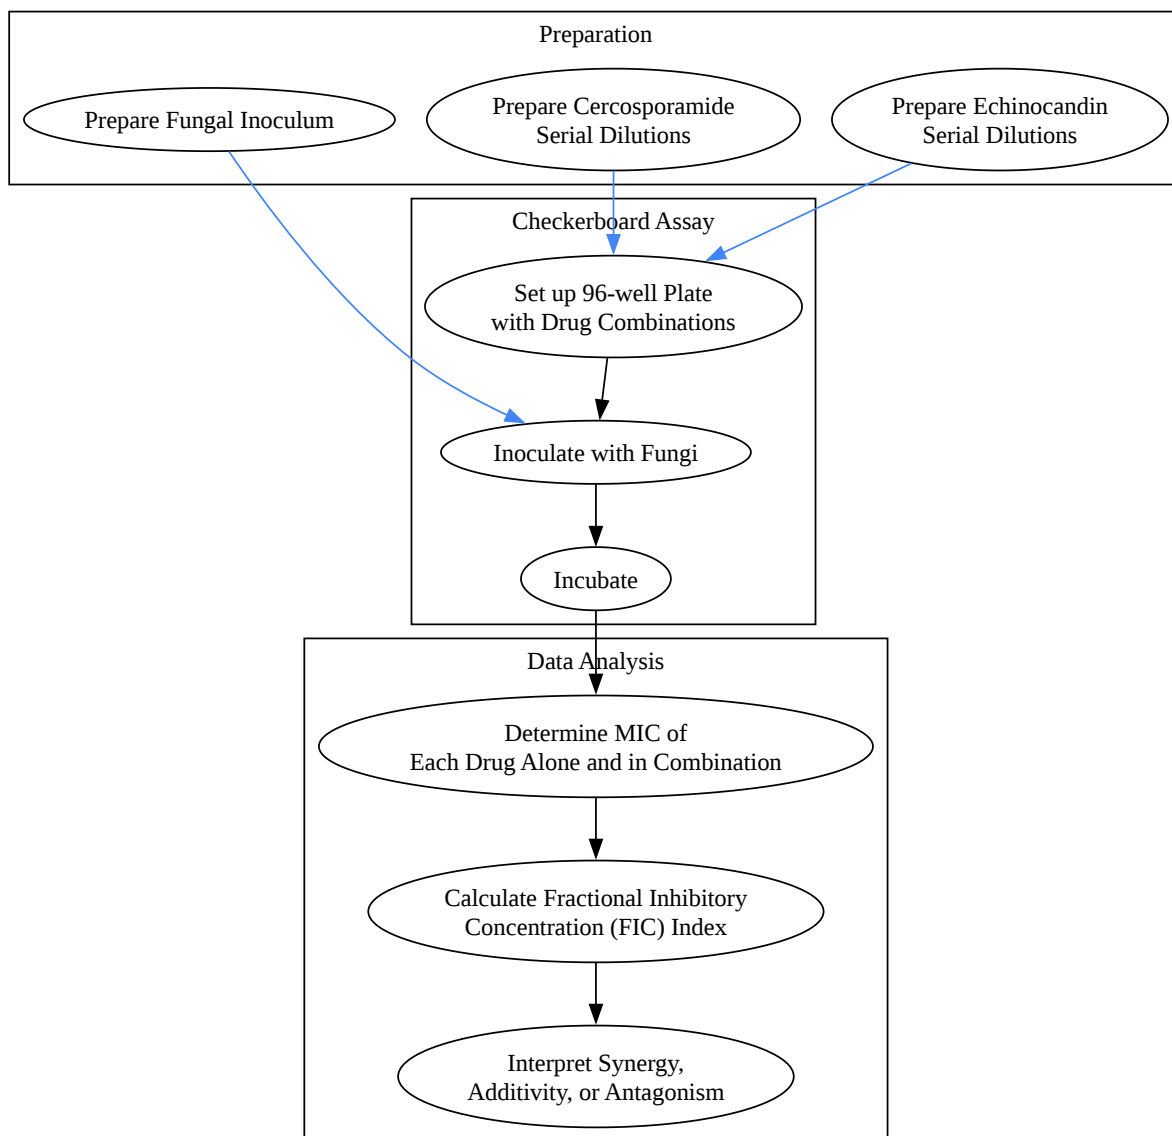 Preparation
Prepare Fungal Inoculum
Prepare Cercosporamide
Serial Dilutions
Prepare Echinocandin
Serial Dilutions
Checkerboard Assay
Set up 96-well Plate
with Drug Combinations
Inoculate with Fungi
Incubate
Data Analysis
Determine MIC of
Each Drug Alone and in Combination
Calculate Fractional Inhibitory
Concentration (FIC) Index
Interpret Synergy,
Additivity, or Antagonism